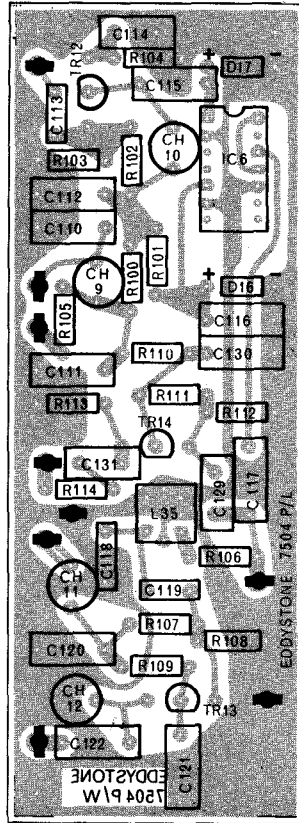 C114
TR12
R104
+
D17
−
C115
C113
CH
10
IC6
R103
R102
C112
C110
R101
R100
CH
9
+
D16
−
R105
C116
R110
C130
C111
R111
R113
R112
TR14
C131
C117
C129
R114
L35
C118
R106
CH
11
C119
R107
R108
C120
R109
CH
12
TR13
C122
C121
EDDYSTONE 7504 P/L
EDDYSTONE
7504 P/W